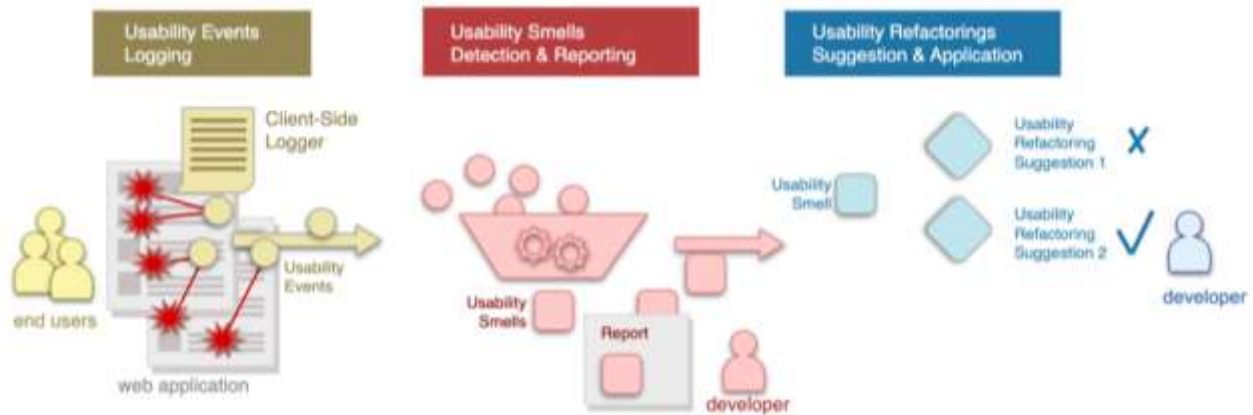 Usability Events
Logging
Usability Smells
Detection & Reporting
Usability Refactorings
Suggestion & Application
Client-Side
Logger
Usability
Events
end users
web application
Usability
Smells
Report
developer
Usability
Smell
Usability
Refactoring
Suggestion 1
Usability
Refactoring
Suggestion 2
developer